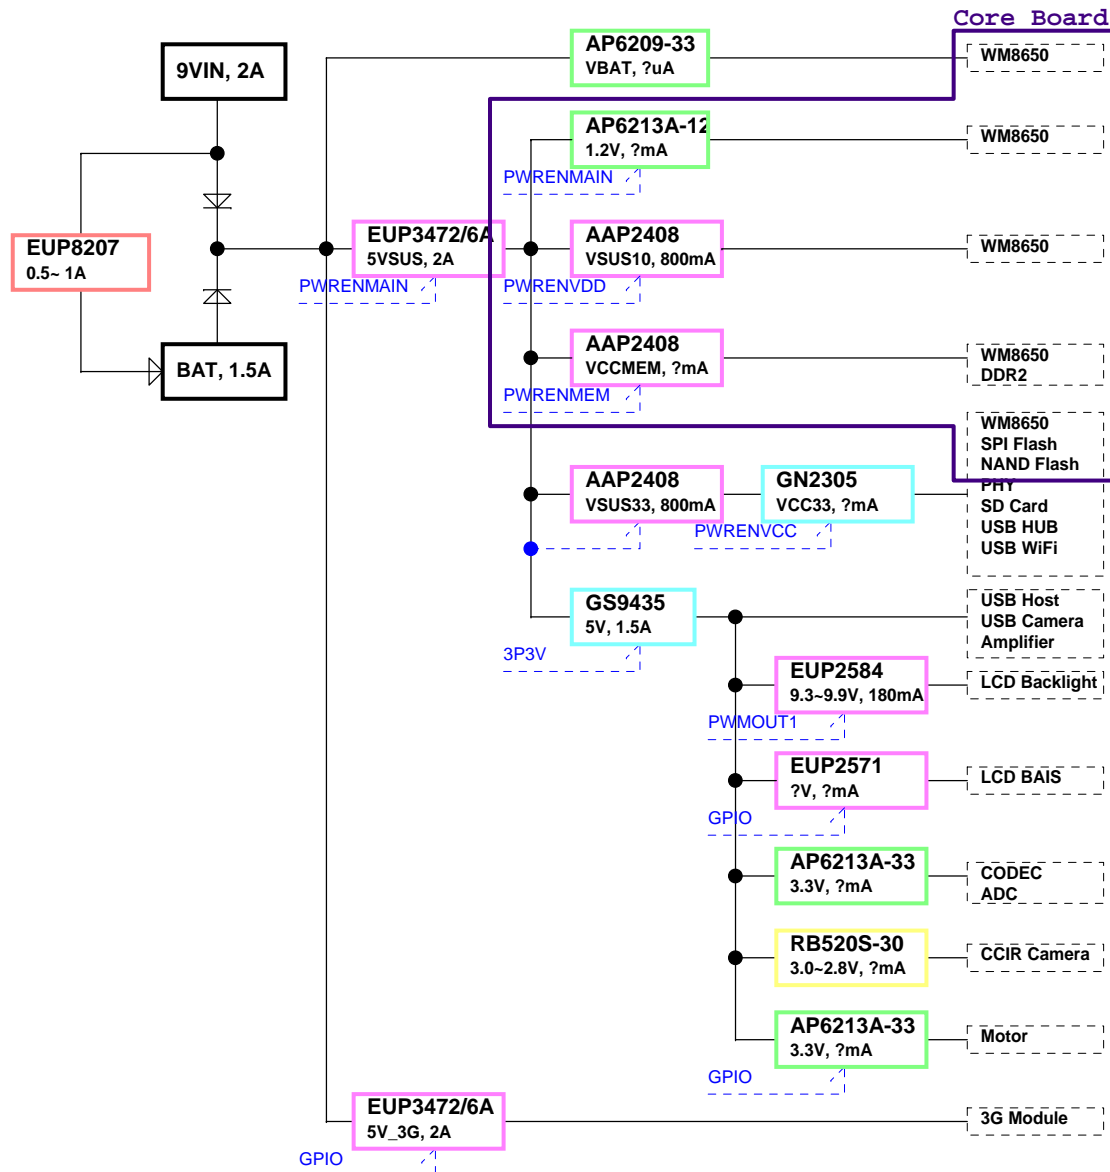 Core Board
AP6209-33
VBAT, ?uA
WM8650
9VIN, 2A
AP6213A-12
1.2V, ?mA
WM8650
PWRENMAIN
EUP8207
0.5~ 1A
EUP3472/6A
5VSUS, 2A
PWRENMAIN
AAP2408
VSUS10, 800mA
WM8650
PWRENVDD
BAT, 1.5A
AAP2408
VCCMEM, ?mA
WM8650
DDR2
PWRENMEM
WM8650
SPI Flash
NAND Flash
PHY
SD Card
USB HUB
USB WiFi
AAP2408
VSUS33, 800mA
GN2305
VCC33, ?mA
PWRENVCC
GS9435
5V, 1.5A
3P3V
USB Host
USB Camera
Amplifier
EUP2584
9.3~9.9V, 180mA
LCD Backlight
PWMOUT1
EUP2571
?V, ?mA
LCD BAIS
GPIO
AP6213A-33
3.3V, ?mA
CODEC
ADC
RB520S-30
3.0~2.8V, ?mA
CCIR Camera
AP6213A-33
3.3V, ?mA
Motor
GPIO
EUP3472/6A
5V_3G, 2A
3G Module
GPIO